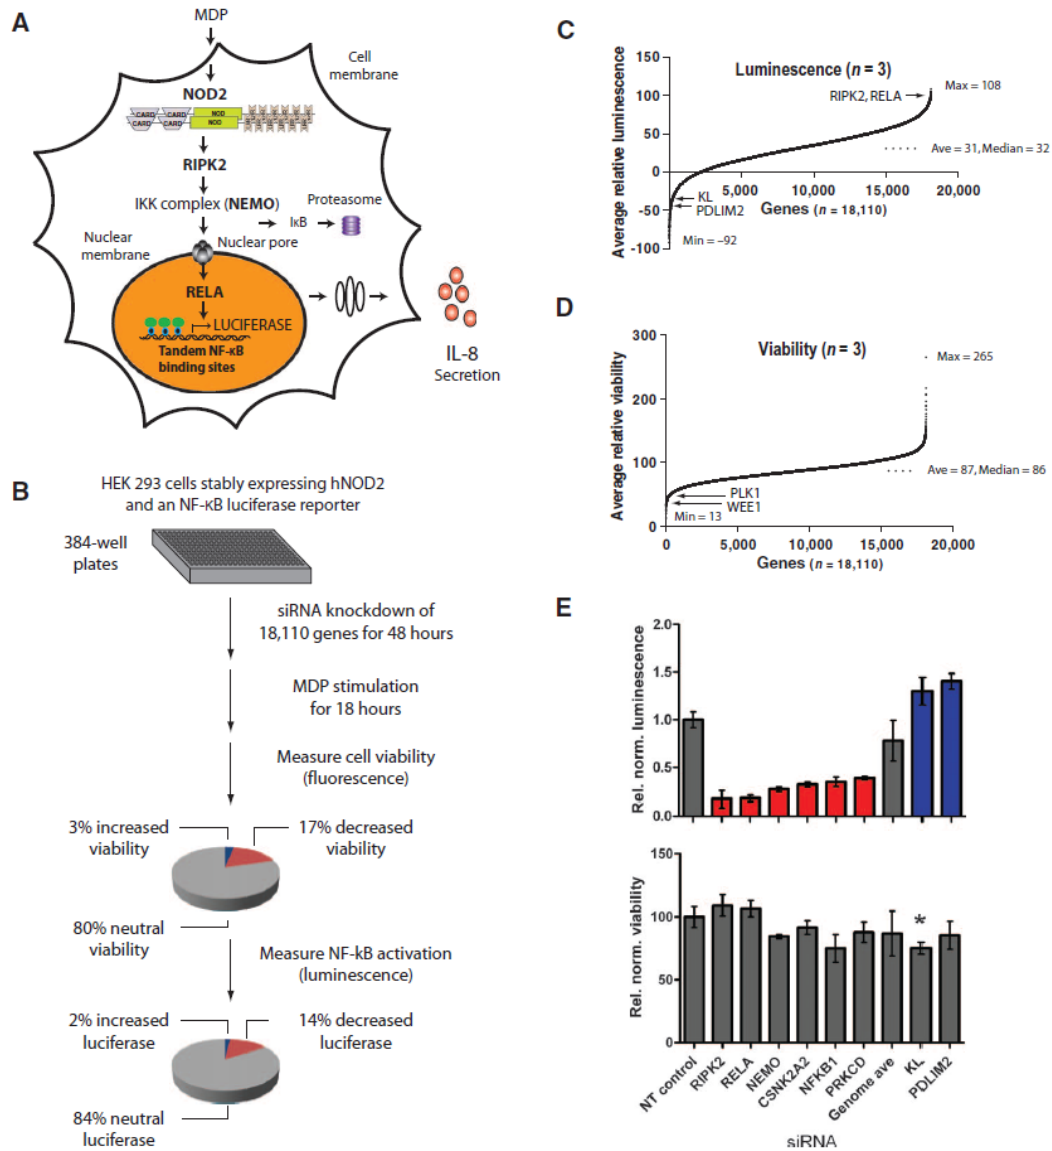 A
MDP
Cell
membrane
NOD2
CARD CARD NOD
CARD CARD NOD
RIPK2
IKK complex (NEMO)
Proteasome
IκB
Nuclear
membrane
Nuclear pore
RELA
LUCIFERASE
Tandem NF-κB
binding sites
IL-8
Secretion
B
HEK 293 cells stably expressing hNOD2
and an NF-κB luciferase reporter
384-well
plates
siRNA knockdown of
18,110 genes for 48 hours
MDP stimulation
for 18 hours
Measure cell viability
(fluorescence)
3% increased
viability
17% decreased
viability
80% neutral
viability
Measure NF-kB activation
(luminescence)
2% increased
luciferase
14% decreased
luciferase
84% neutral
luciferase
C
Average relative luminescence
150
100
50
0
-50
-100
Luminescence (n = 3)
RIPK2, RELA
Max = 108
Ave = 31, Median = 32
5,000 10,000 15,000 20,000
KL
PDLIM2
Genes (n = 18,110)
Min = –92
D
Average relative viability
300
200
100
0
Viability (n = 3)
Max = 265
Ave = 87, Median = 86
PLK1
WEE1
Min = 13
0 5,000 10,000 15,000 20,000
Genes (n = 18,110)
E
Rel. norm. luminescence
2.0
1.5
1.0
0.5
0.0
Rel. norm. viability
150
100
50
0
*
NT control
RIPK2
RELA
NEMO
CSNK2A2
NFKB1
PRKCD
Genome ave
KL
PDLIM2
siRNA